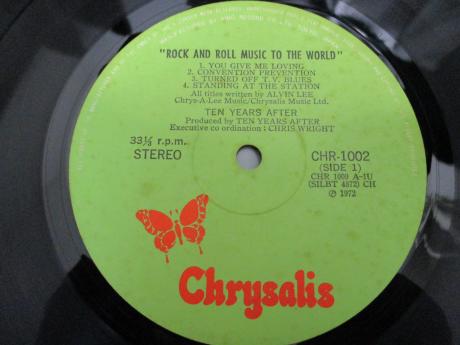 "ROCK AND ROLL MUSIC TO THE WORLD"
1. YOU GIVE ME LOVING
2. CONVENTION PREVENTION
3. TURNED OFF T.V. BLUES
4. STANDING AT THE STATION
All titles written by ALVIN LEE
Chrys-A-Lee Music/Chrysalis Music Ltd.
TEN YEARS AFTER
Produced by TEN YEARS AFTER
Executive co ordination : CHRIS WRIGHT
33⅓ r.p.m.
STEREO
CHR-1002
(SIDE 1)
CHR 1009 A-1U
(SILBT 4872) CH
Ⓟ 1972
Chrysalis